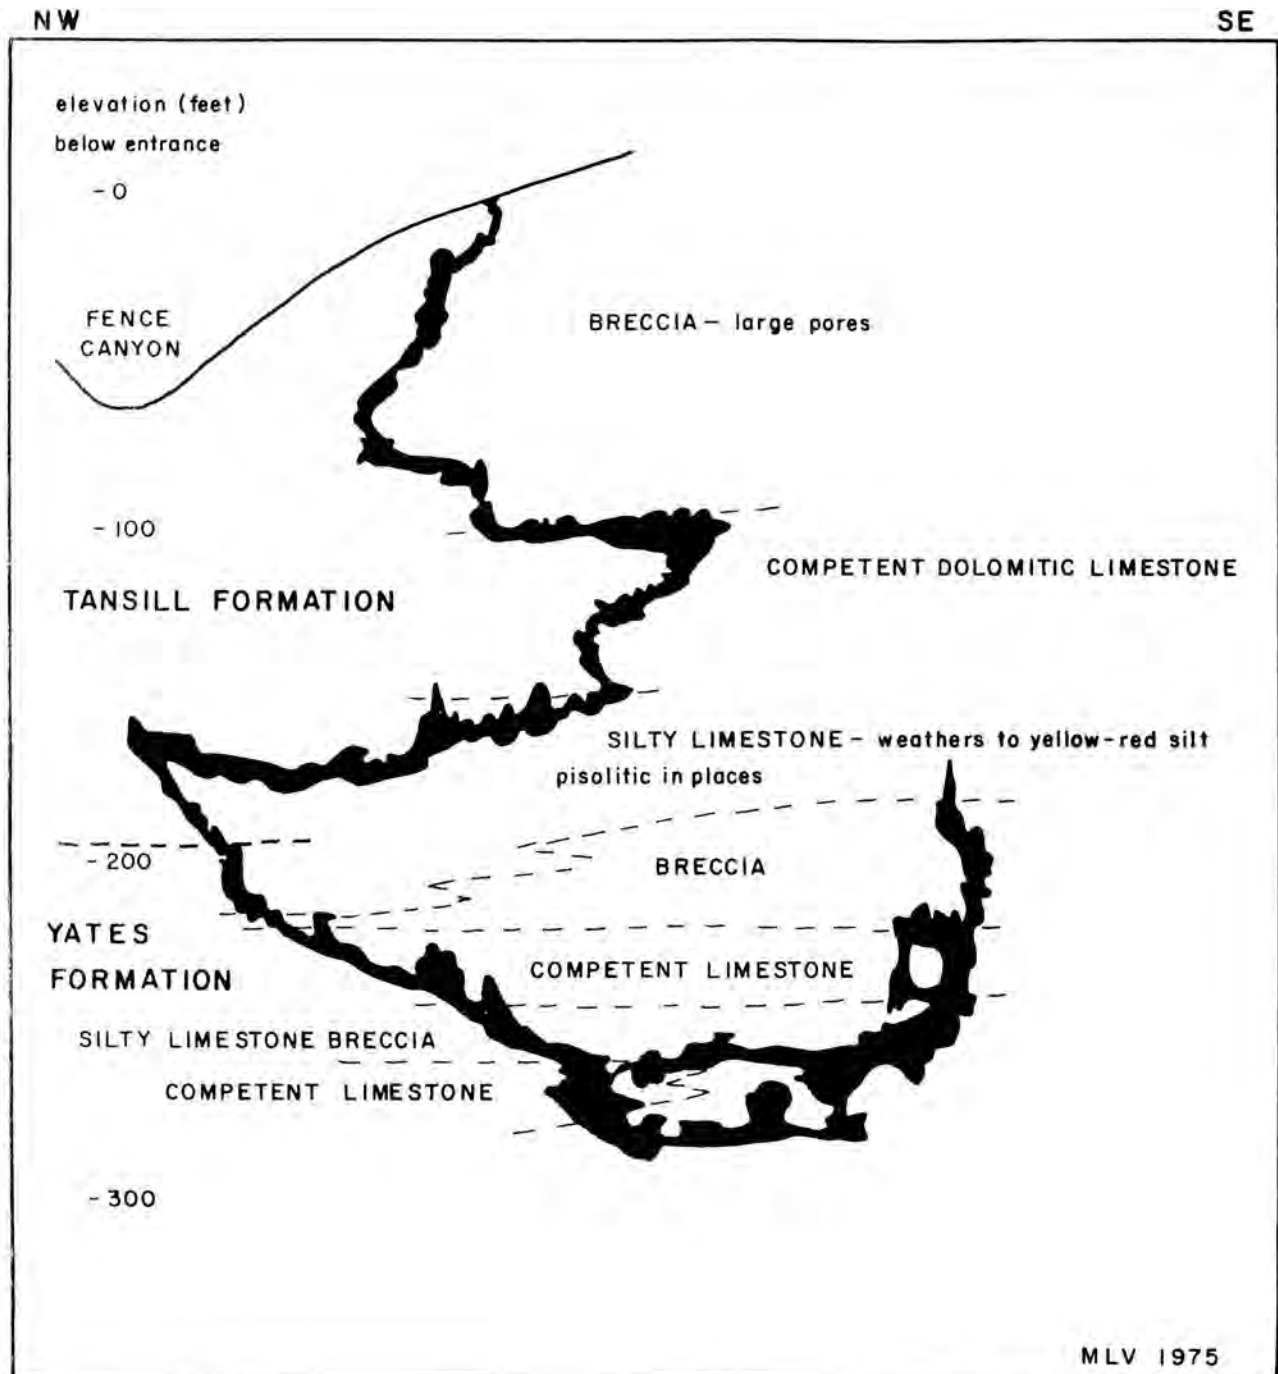 NW
SE
elevation (feet)
below entrance
- 0
FENCE
CANYON
BRECCIA — large pores
- 100
COMPETENT DOLOMITIC LIMESTONE
TANSILL FORMATION
SILTY LIMESTONE — weathers to yellow-red silt
pisolitic in places
- 200
BRECCIA
YATES
FORMATION
COMPETENT LIMESTONE
SILTY LIMESTONE BRECCIA
COMPETENT LIMESTONE
- 300
MLV 1975